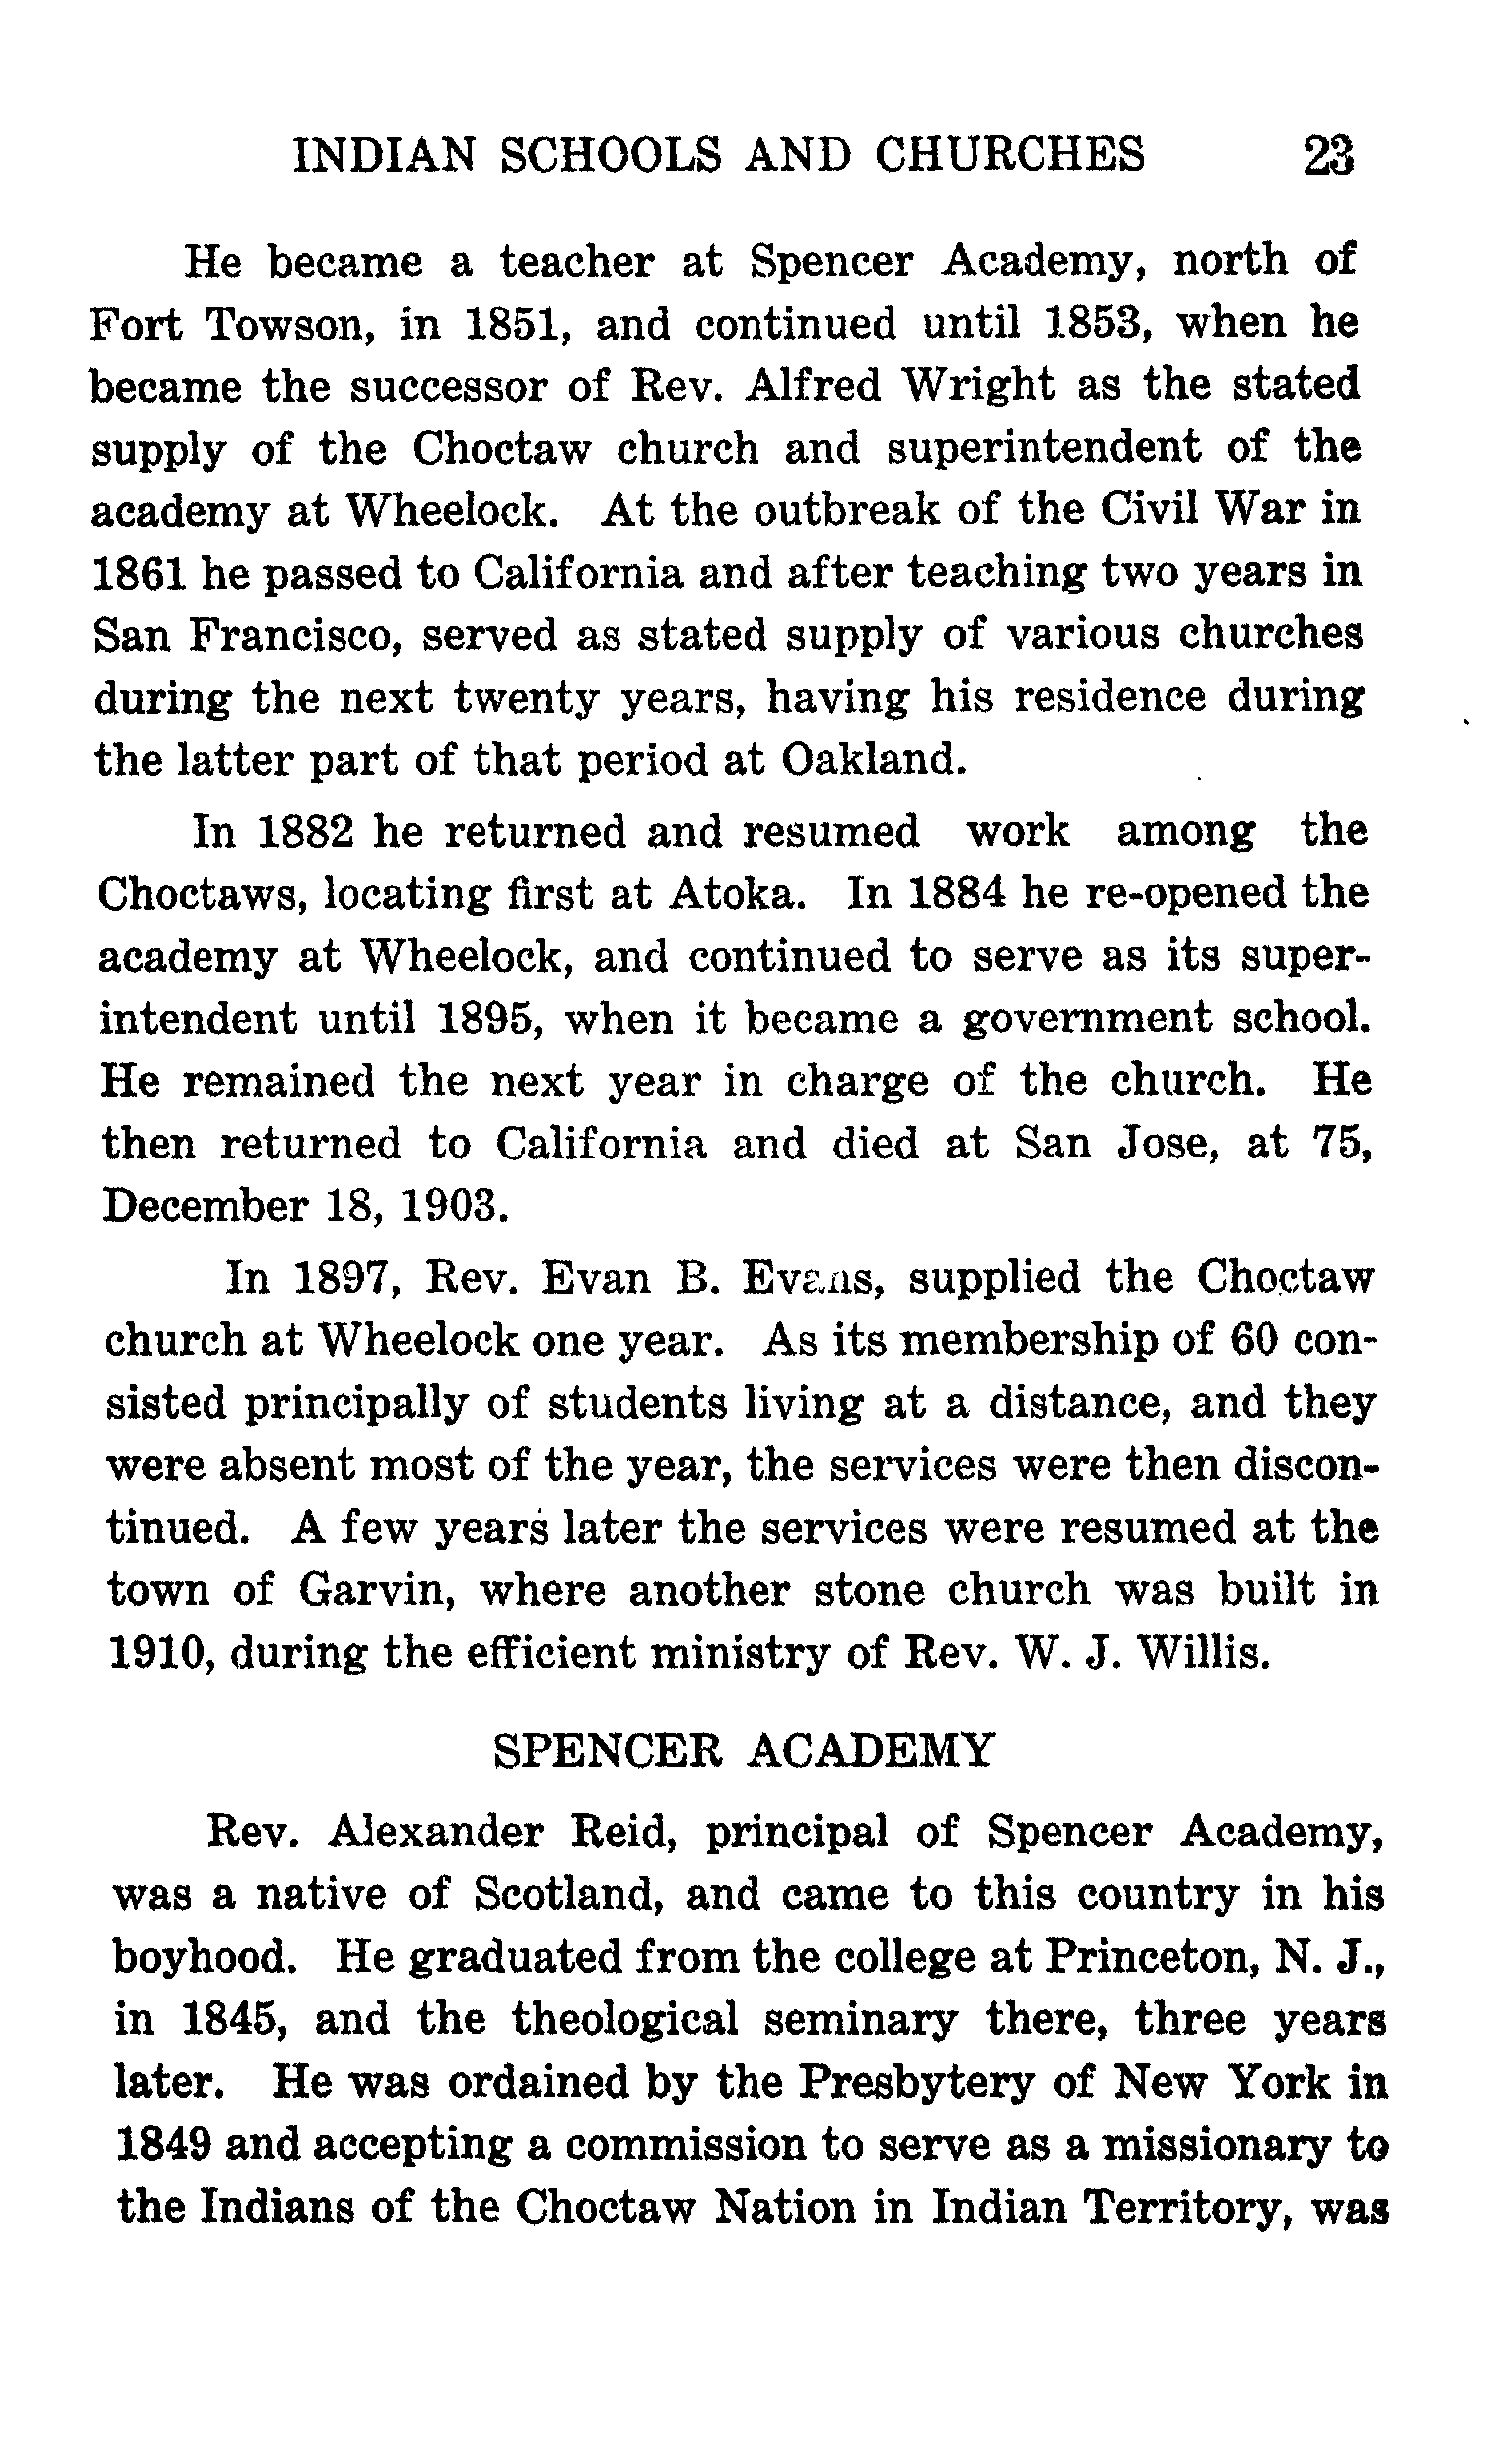 INDIAN SCHOOLS AND CHURCHES 23
He became a teacher at Spencer Academy, north of
Fort Towson, in 1851, and continued until 1853, when he
became the successor of Rev. Alfred Wright as the stated
supply of the Choctaw church and superintendent of the
academy at Wheelock. At the outbreak of the Civil War in
1861 he passed to California and after teaching two years in
San Francisco, served as stated supply of various churches
during the next twenty years, having his residence during
the latter part of that period at Oakland.
In 1882 he returned and resumed work among the
Choctaws, locating first at Atoka. In 1884 he re-opened the
academy at Wheelock, and continued to serve as its super-
intendent until 1895, when it became a government school.
He remained the next year in charge of the church. He
then returned to California and died at San Jose, at 75,
December 18, 1903.
In 1897, Rev. Evan B. Evans, supplied the Choctaw
church at Wheelock one year. As its membership of 60 con-
sisted principally of students living at a distance, and they
were absent most of the year, the services were then discon-
tinued. A few years later the services were resumed at the
town of Garvin, where another stone church was built in
1910, during the efficient ministry of Rev. W. J. Willis.
SPENCER ACADEMY
Rev. Alexander Reid, principal of Spencer Academy,
was a native of Scotland, and came to this country in his
boyhood. He graduated from the college at Princeton, N. J.,
in 1845, and the theological seminary there, three years
later. He was ordained by the Presbytery of New York in
1849 and accepting a commission to serve as a missionary to
the Indians of the Choctaw Nation in Indian Territory, was